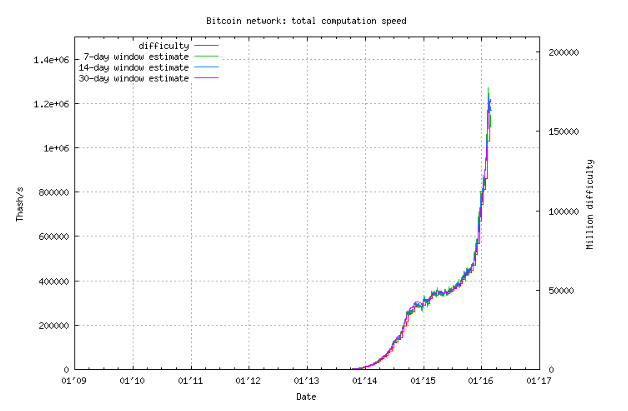 Bitcoin network: total computation speed
difficulty
7-day window estimate
14-day window estimate
30-day window estimate
1.4e+06
1.2e+06
1e+06
800000
600000
400000
200000
0
Thash/s
200000
150000
100000
50000
0
Million difficulty
01'09 01'10 01'11 01'12 01'13 01'14 01'15 01'16 01'17
Date